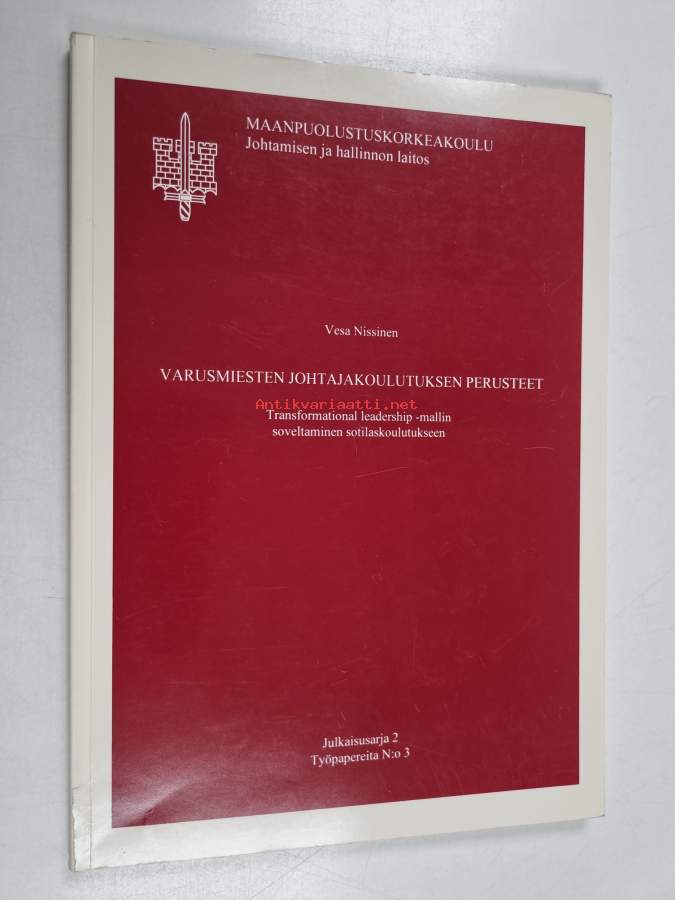 MAANPUOLUSTUSKORKEAKOULU
Johtamisen ja hallinnon laitos
Vesa Nissinen
VARUSMIESTEN JOHTAJAKOULUTUKSEN PERUSTEET
Antikvariaatti.net
Transformational leadership -mallin
soveltaminen sotilaskoulutukseen
Julkaisusarja 2
Työpapereita N:o 3